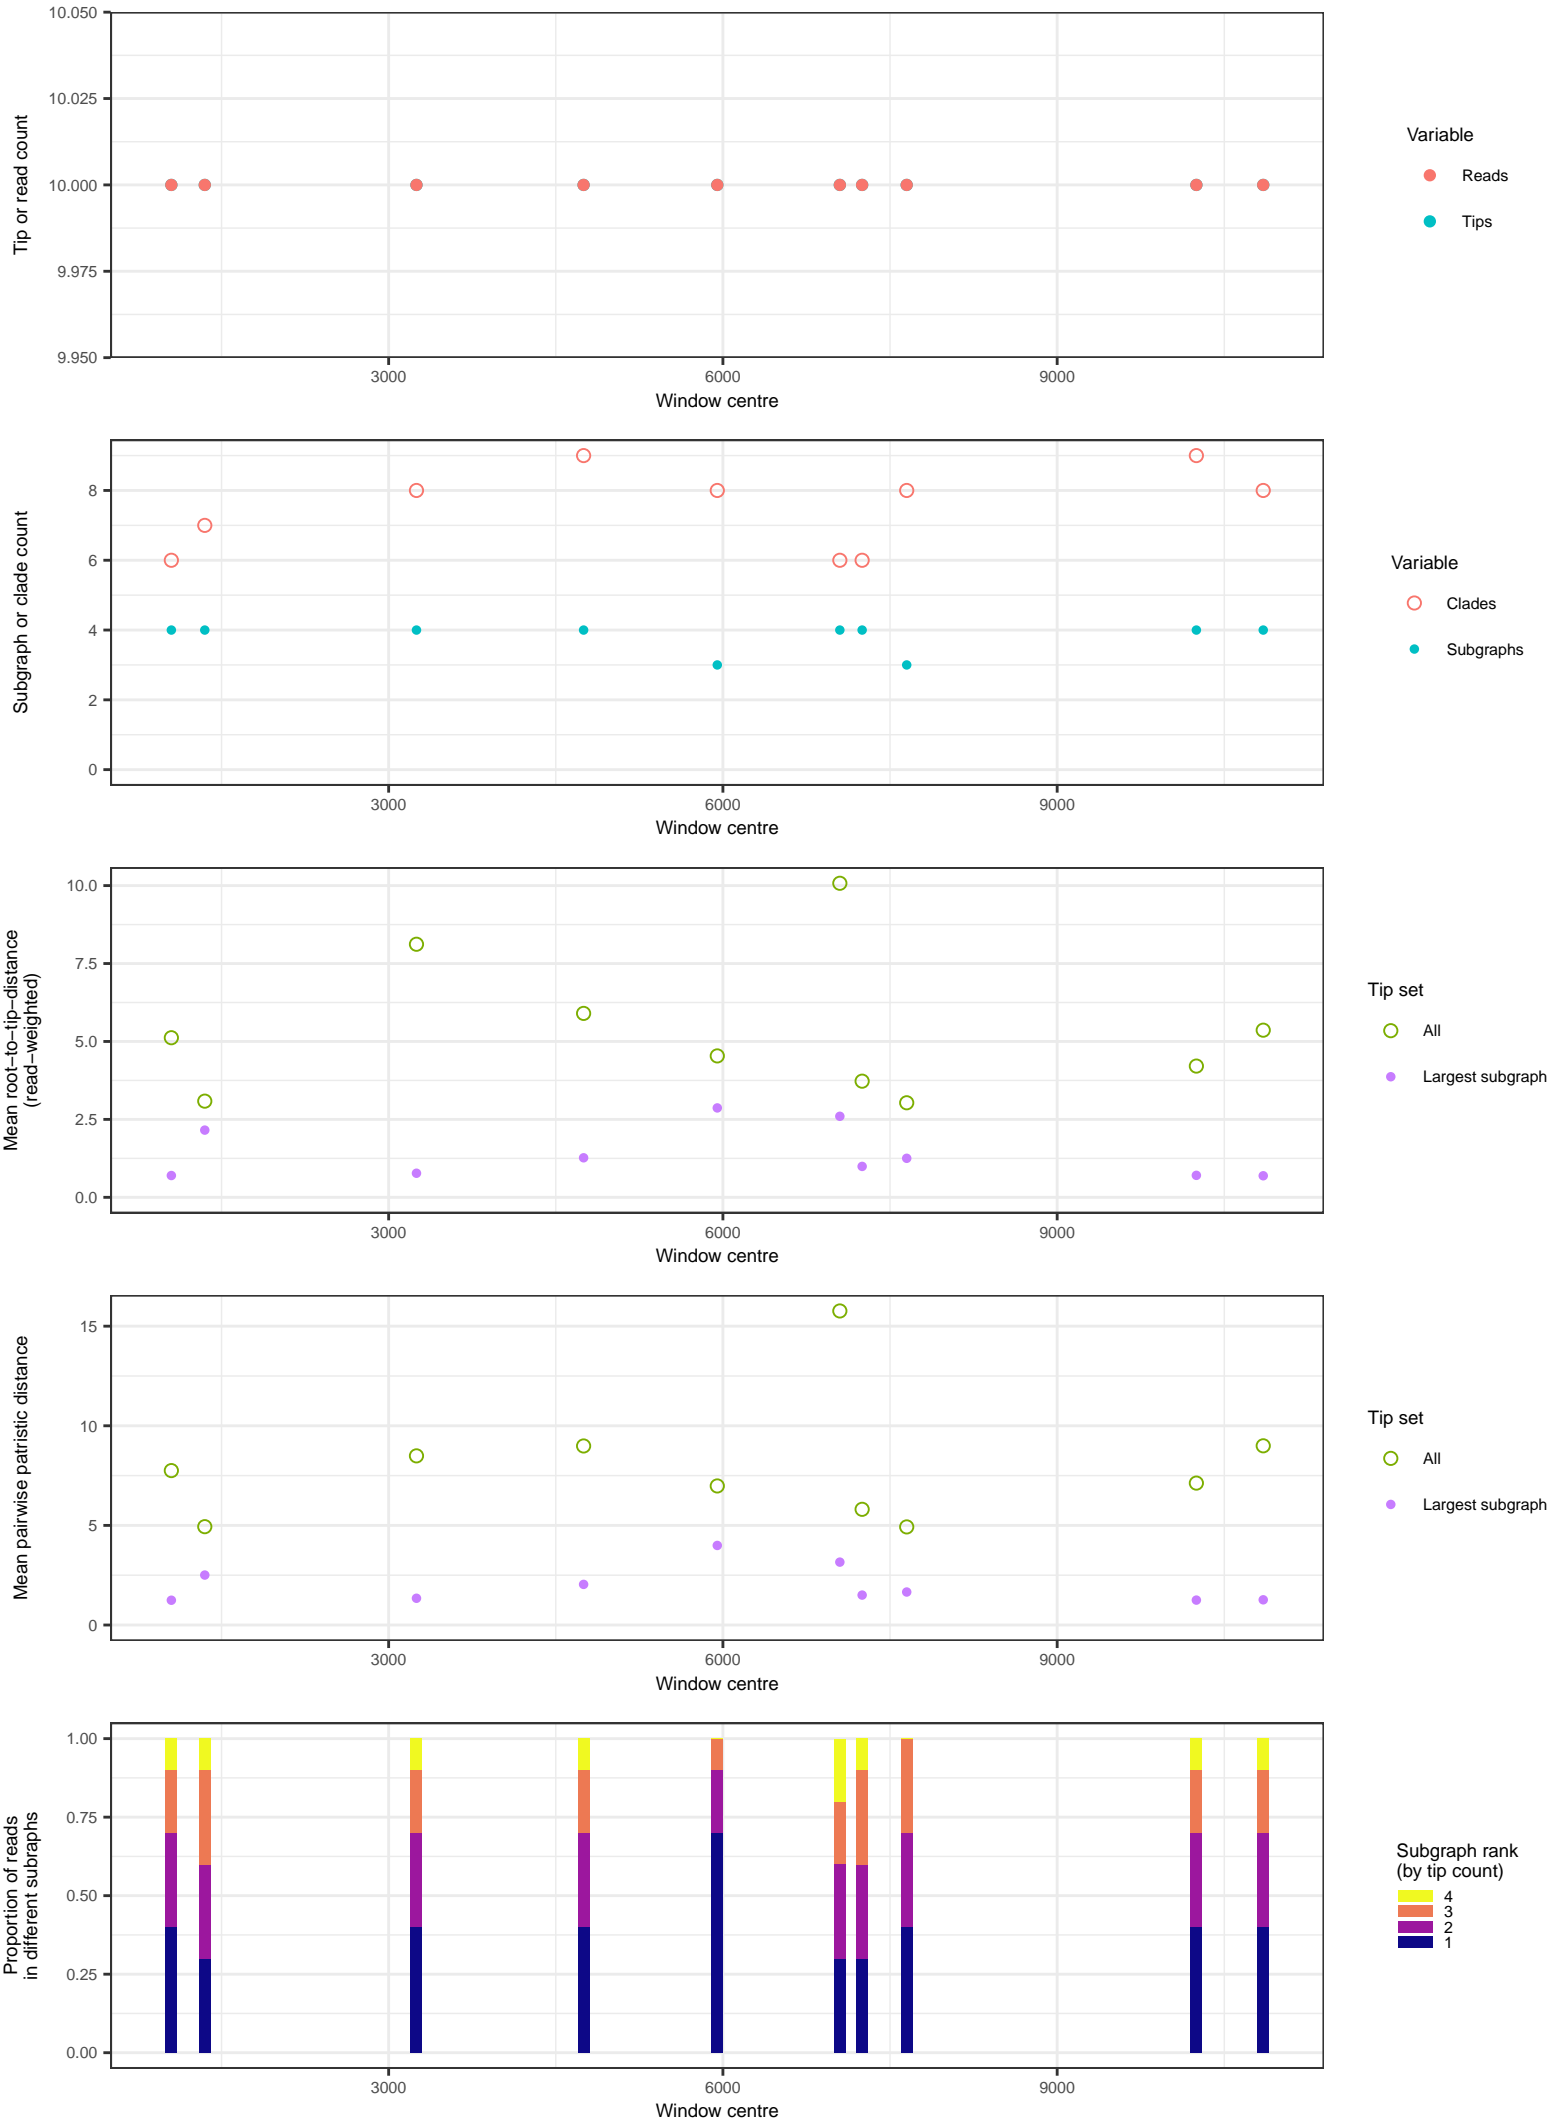 10.050
10.025
10.000
9.975
9.950
Tip or read count
3000 6000 9000
Window centre
Variable
Reads
Tips
8
6
4
2
0
Subgraph or clade count
3000 6000 9000
Window centre
Variable
Clades
Subgraphs
10.0
7.5
5.0
2.5
0.0
Mean root−to−tip−distance
(read−weighted)
3000 6000 9000
Window centre
Tip set
All
Largest subgraph
15
10
5
0
Mean pairwise patristic distance
3000 6000 9000
Window centre
Tip set
All
Largest subgraph
1.00
0.75
0.50
0.25
0.00
Proportion of reads
in different subraphs
3000 6000 9000
Window centre
Subgraph rank
(by tip count)
4
3
2
1